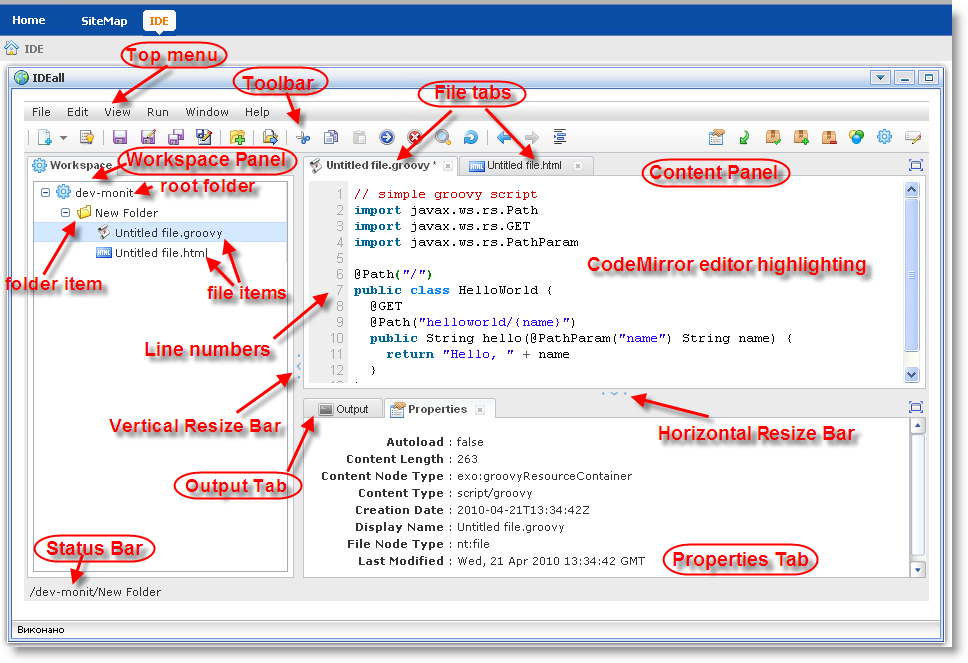 Home SiteMap IDE
IDE
Top menu
IDEall
Toolbar
File tabs
File Edit View Run Window Help
Workspace
Workspace Panel
Untitled file.groovy *
Untitled file.html
Content Panel
dev-monit
root folder
New Folder
Untitled file.groovy
Untitled file.html
folder item
file items
1 // simple groovy script
2 import javax.ws.rs.Path
3 import javax.ws.rs.GET
4 import javax.ws.rs.PathParam
5
6 @Path("/")
7 public class HelloWorld {
8 @GET
9 @Path("helloworld/{name}")
10 public String hello(@PathParam("name") String name) {
11 return "Hello, " + name
12 }
CodeMirror editor highlighting
Line numbers
Vertical Resize Bar
Horizontal Resize Bar
Output
Properties
Output Tab
Autoload : false
Content Length : 263
Content Node Type : exo:groovyResourceContainer
Content Type : script/groovy
Creation Date : 2010-04-21T13:34:42Z
Display Name : Untitled file.groovy
File Node Type : nt:file
Last Modified : Wed, 21 Apr 2010 13:34:42 GMT
Properties Tab
Status Bar
/dev-monit/New Folder
Виконано